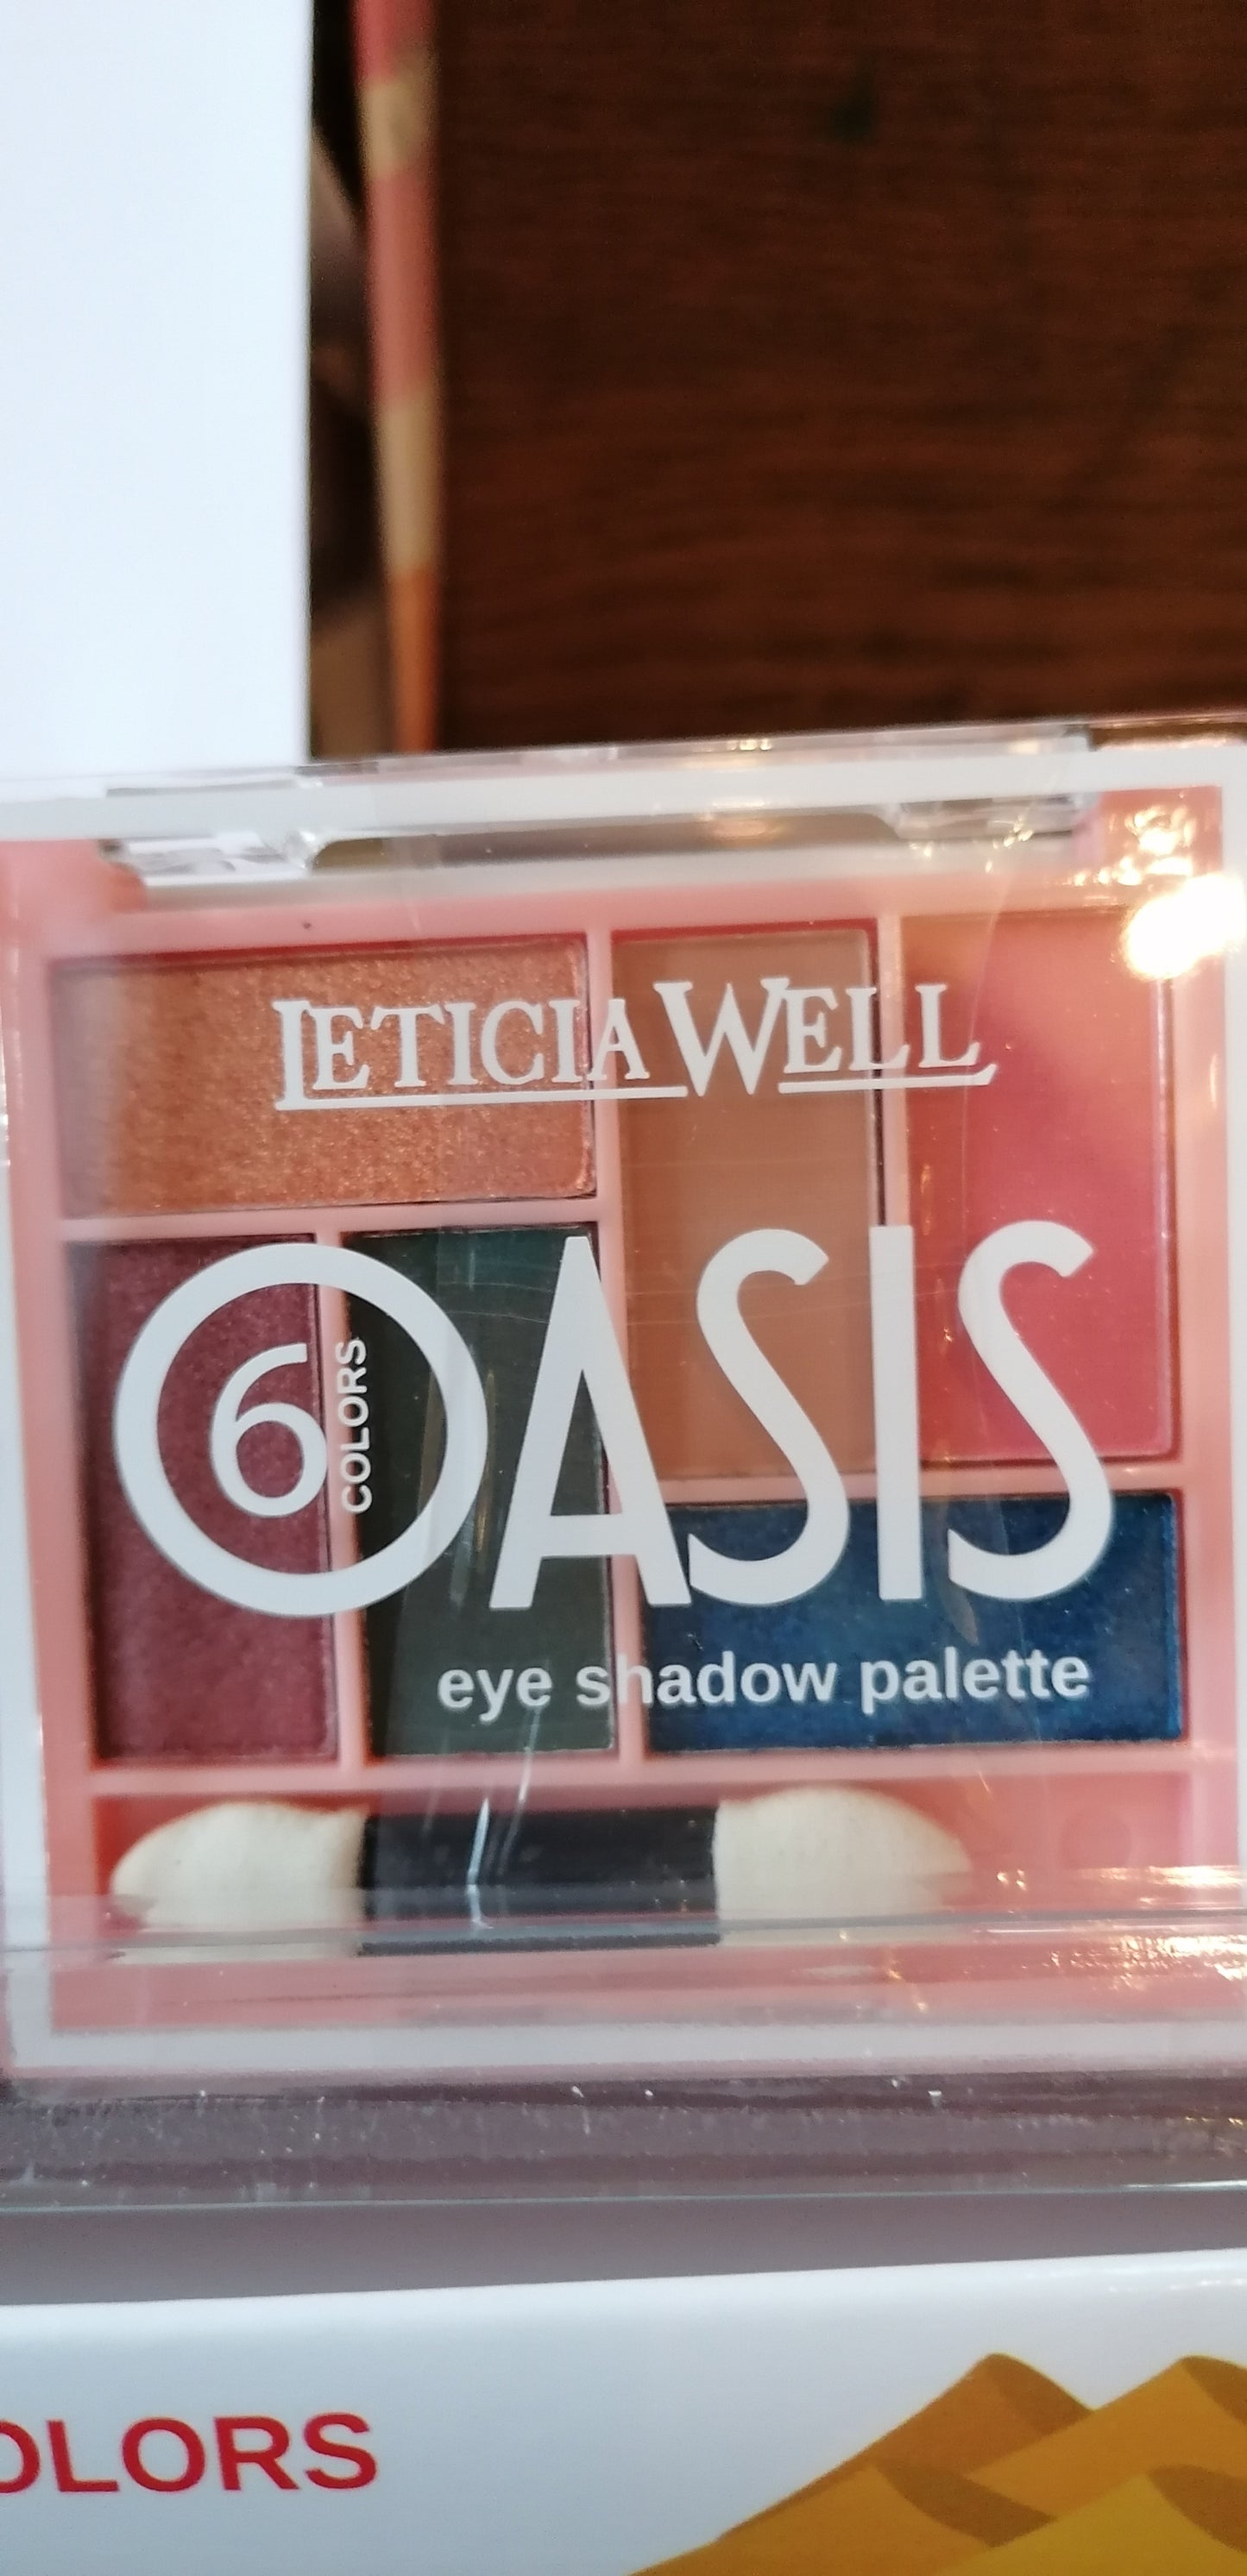 LETICIA WELL
OASIS
6 COLORS
eye shadow palette
OLORS